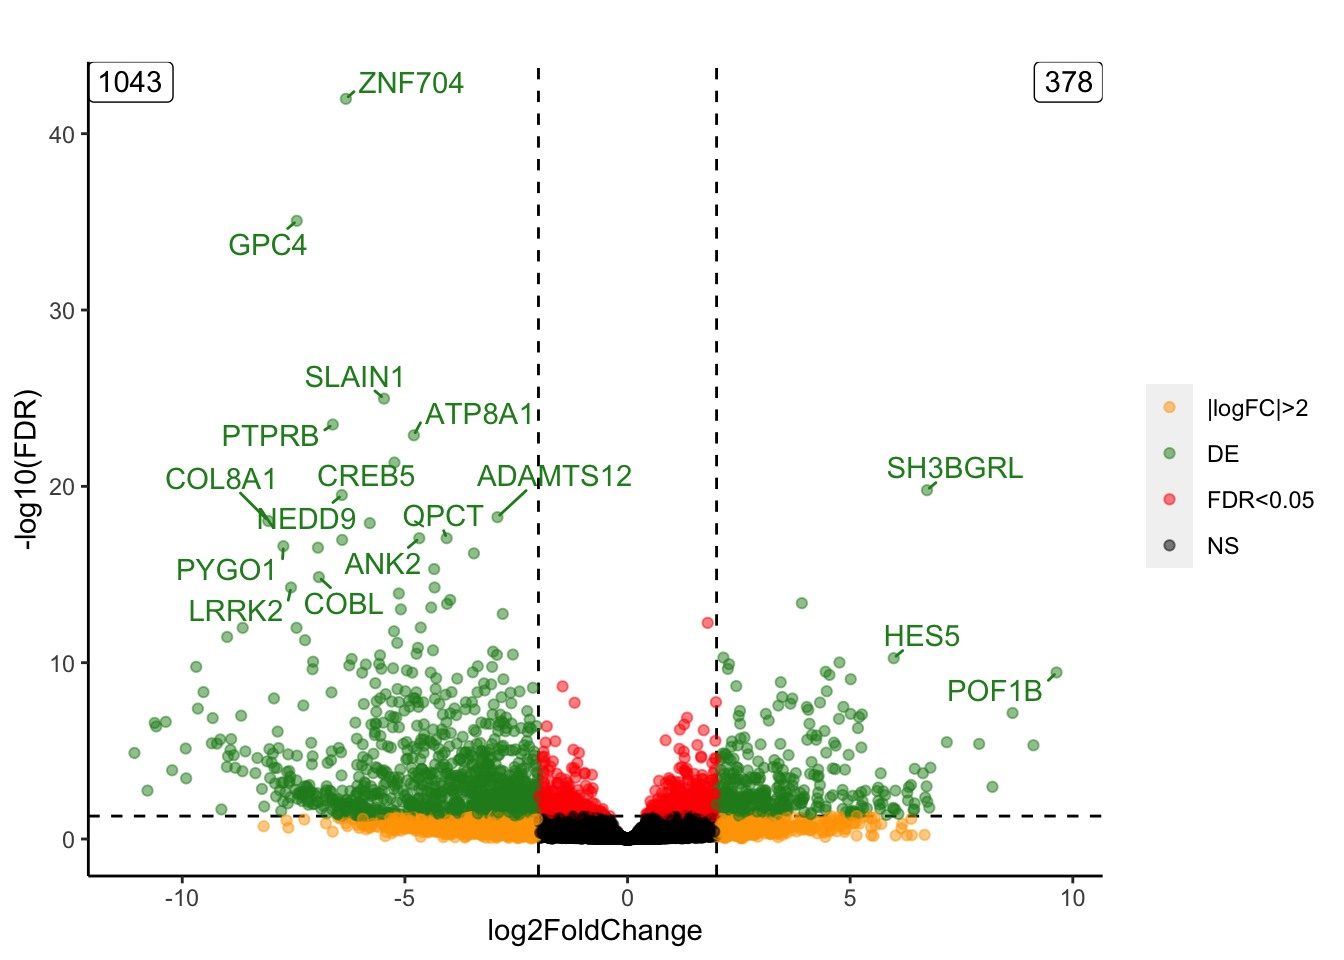 1043
378
ZNF704
GPC4
SLAIN1
ATP8A1
PTPRB
COL8A1
CREB5
ADAMTS12
SH3BGRL
NEDD9
QPCT
PYGO1
ANK2
LRRK2
COBL
HES5
POF1B
40
30
20
10
0
-10
-5
0
5
10
-log10(FDR)
log2FoldChange
|logFC|>2
DE
FDR<0.05
NS